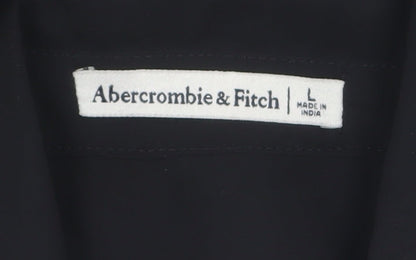 Abercrombie & Fitch | L
MADE IN
INDIA